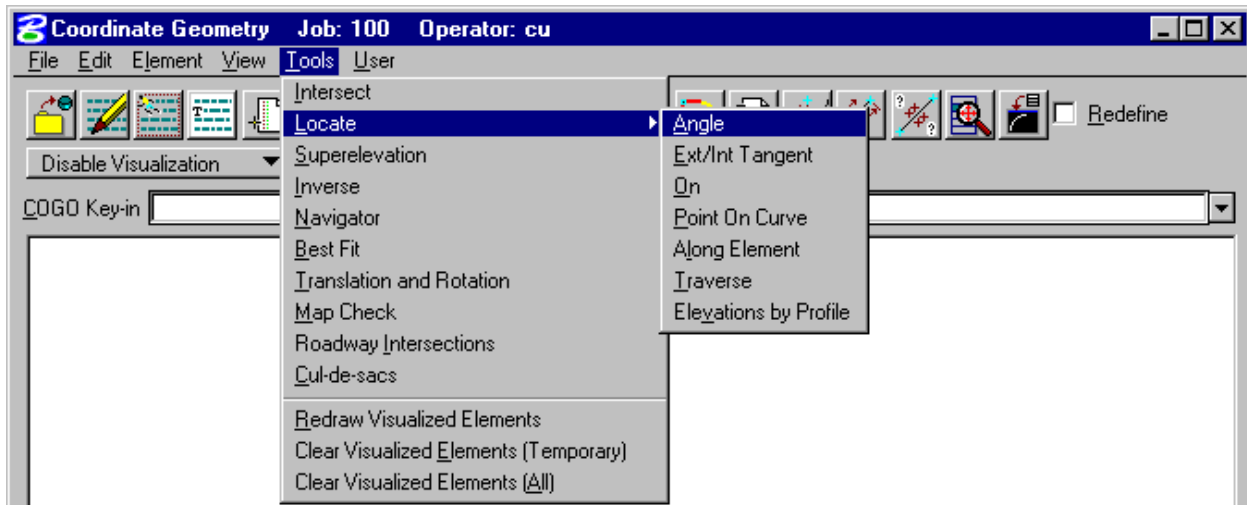 Coordinate Geometry Job: 100 Operator: cu
File Edit Element View Tools User
Redefine
Disable Visualization
COGO Key-in
Intersect
Locate
Superelevation
Inverse
Navigator
Best Fit
Translation and Rotation
Map Check
Roadway Intersections
Cul-de-sacs
Redraw Visualized Elements
Clear Visualized Elements (Temporary)
Clear Visualized Elements (All)
Angle
Ext/Int Tangent
On
Point On Curve
Along Element
Traverse
Elevations by Profile